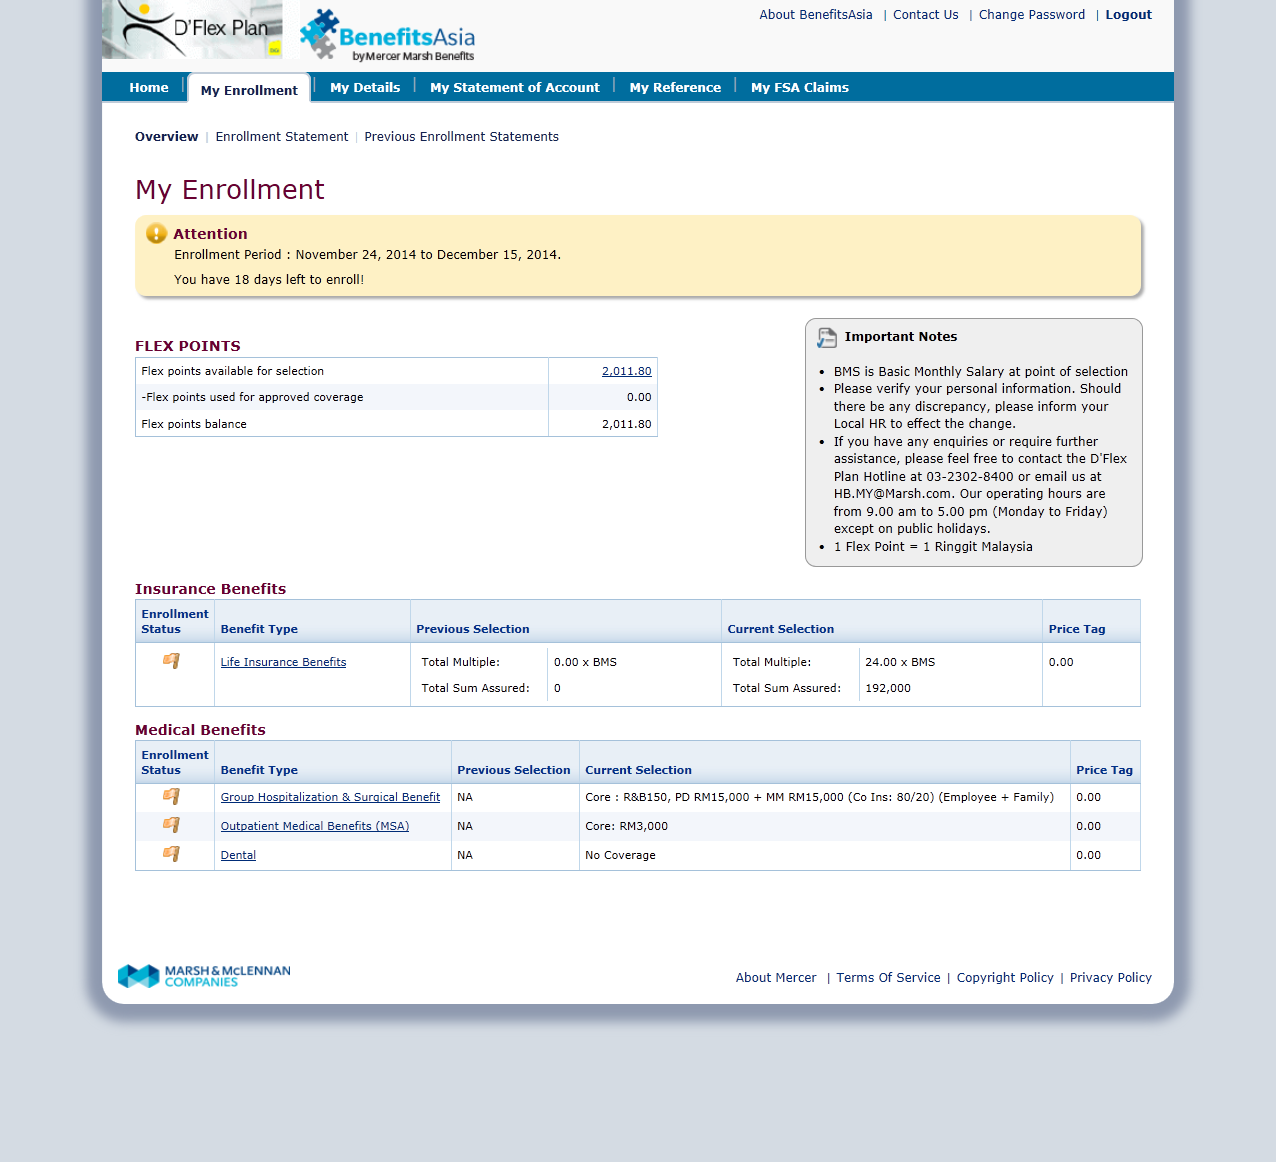 D'Flex Plan
BenefitsAsia
by Mercer Marsh Benefits
About BenefitsAsia | Contact Us | Change Password | Logout
Home | My Enrollment | My Details | My Statement of Account | My Reference | My FSA Claims
Overview | Enrollment Statement | Previous Enrollment Statements
My Enrollment
Attention
Enrollment Period : November 24, 2014 to December 15, 2014.
You have 18 days left to enroll!
FLEX POINTS
Flex points available for selection 2,011.80
-Flex points used for approved coverage 0.00
Flex points balance 2,011.80
Important Notes
• BMS is Basic Monthly Salary at point of selection
• Please verify your personal information. Should
there be any discrepancy, please inform your
Local HR to effect the change.
• If you have any enquiries or require further
assistance, please feel free to contact the D'Flex
Plan Hotline at 03-2302-8400 or email us at
HB.MY@Marsh.com. Our operating hours are
from 9.00 am to 5.00 pm (Monday to Friday)
except on public holidays.
• 1 Flex Point = 1 Ringgit Malaysia
Insurance Benefits
Enrollment
Status Benefit Type Previous Selection Current Selection Price Tag
Life Insurance Benefits Total Multiple: 0.00 x BMS Total Multiple: 24.00 x BMS 0.00
Total Sum Assured: 0 Total Sum Assured: 192,000
Medical Benefits
Enrollment
Status Benefit Type Previous Selection Current Selection Price Tag
Group Hospitalization & Surgical Benefit NA Core : R&B150, PD RM15,000 + MM RM15,000 (Co Ins: 80/20) (Employee + Family) 0.00
Outpatient Medical Benefits (MSA) NA Core: RM3,000 0.00
Dental NA No Coverage 0.00
MARSH & MCLENNAN
COMPANIES
About Mercer | Terms Of Service | Copyright Policy | Privacy Policy